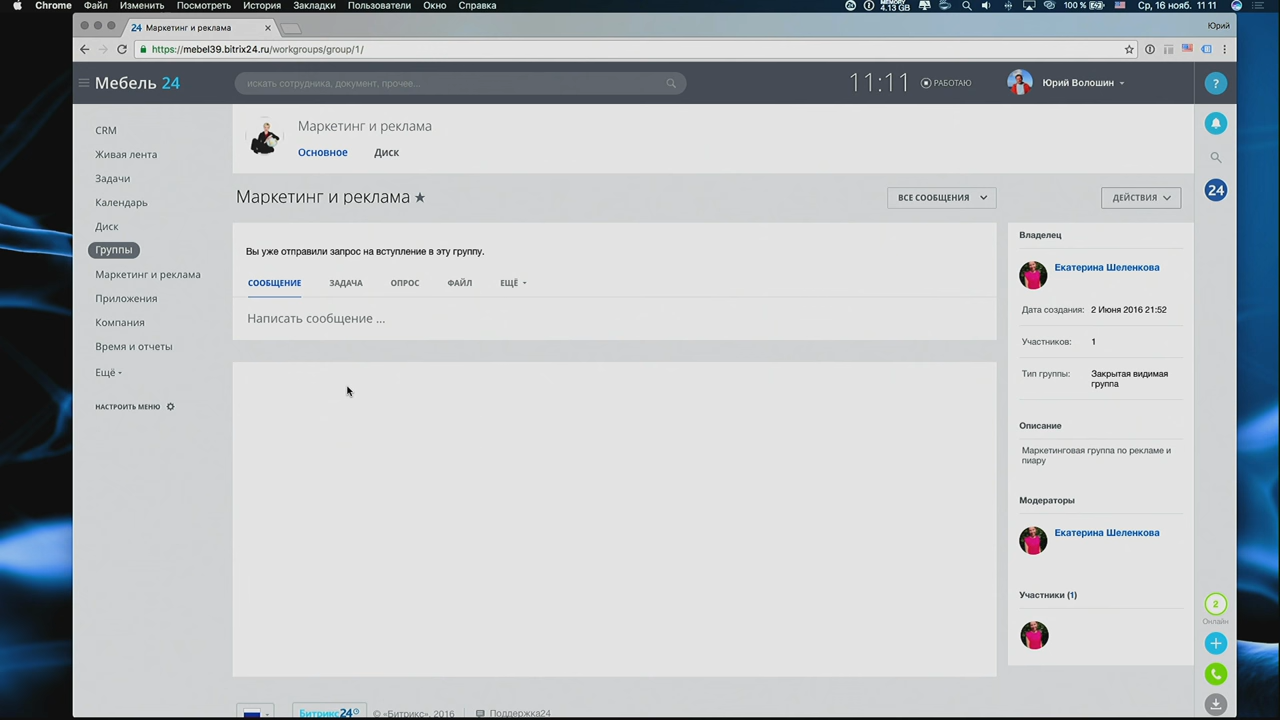 Chrome Файл Изменить Посмотреть История Закладки Пользователи Окно Справка
MEMORY
4.13 GB
100 %
Ср, 16 нояб. 11 11
24 Маркетинг и реклама
Юрий
https://mebel39.bitrix24.ru/workgroups/group/1/
Мебель 24
искать сотрудника, документ, прочее...
11:11
РАБОТАЮ
Юрий Волошин
?
CRM
Живая лента
Задачи
Календарь
Диск
Группы
Маркетинг и реклама
Приложения
Компания
Время и отчеты
Ещё
НАСТРОИТЬ МЕНЮ
Маркетинг и реклама
Основное Диск
Маркетинг и реклама
ВСЕ СООБЩЕНИЯ
ДЕЙСТВИЯ
Вы уже отправили запрос на вступление в эту группу.
СООБЩЕНИЕ ЗАДАЧА ОПРОС ФАЙЛ ЕЩЁ
Написать сообщение ...
Владелец
Екатерина Шеленкова
Дата создания: 2 Июня 2016 21:52
Участников: 1
Тип группы: Закрытая видимая
группа
Описание
Маркетинговая группа по рекламе и
пиару
Модераторы
Екатерина Шеленкова
Участники (1)
24
2
Онлайн
Битрикс24
© «Битрикс», 2016
Поддержка24